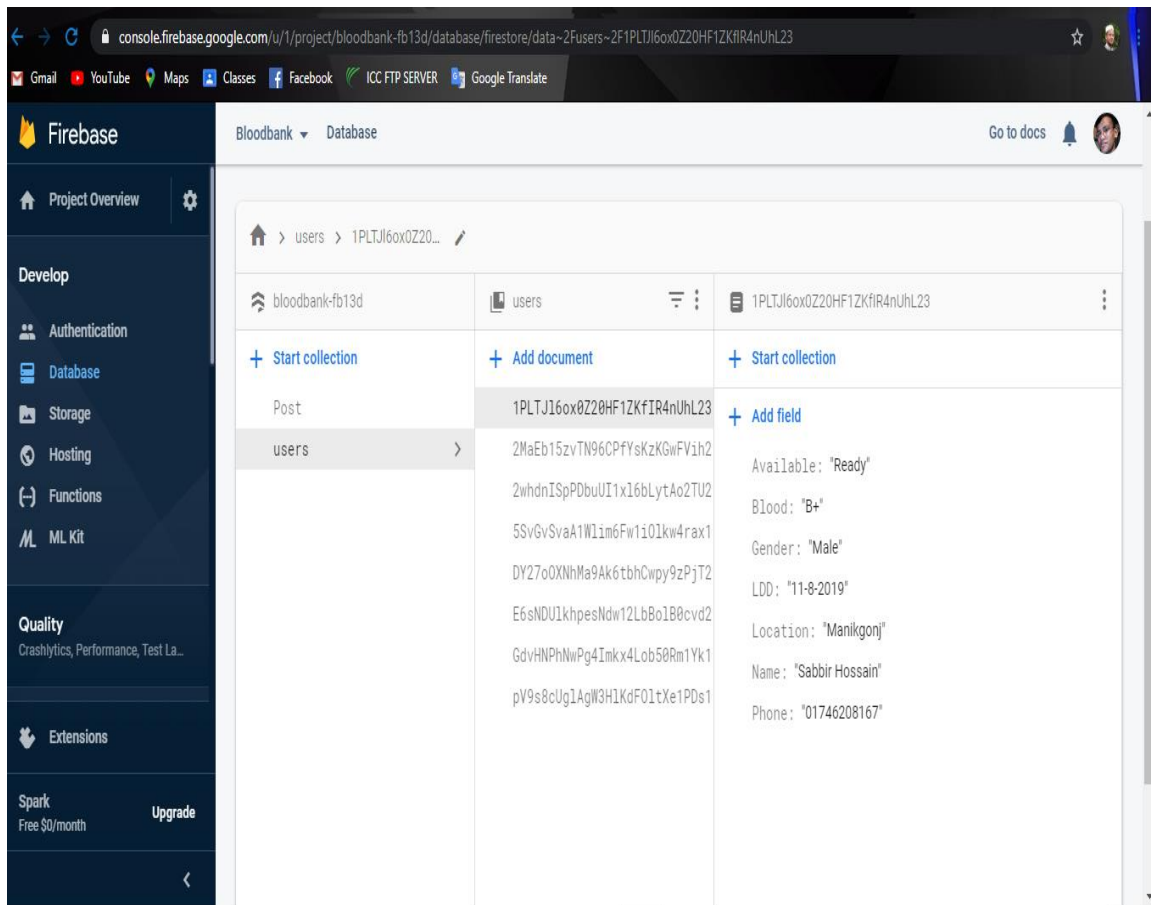 console.firebase.google.com/u/1/project/bloodbank-fb13d/database/firestore/data~2Fusers~2F1PLTJl6ox0Z20HF1ZKfIR4nUhL23
Gmail YouTube Maps Classes Facebook ICC FTP SERVER Google Translate
Firebase
Bloodbank Database
Go to docs
Project Overview
Develop
Authentication
Database
Storage
Hosting
Functions
ML Kit
Quality
Crashlytics, Performance, Test La...
Extensions
Spark
Free $0/month
Upgrade
users > 1PLTJl6ox0Z20...
bloodbank-fb13d
Start collection
Post
users
users
Add document
1PLTJl6ox0Z20HF1ZKfIR4nUhL23
2MaEb15zvTN96CPfYsKzKGwFVih2
2whdnISpPDbuUI1xl6bLytAo2TU2
5SvGvSvaA1Wlim6Fw1iOlkw4rax1
DY27oOXNhMa9Ak6tbhCwpy9zPjT2
E6sNDUlkhpesNdw12LbBolB0cvd2
GdvHNPhNwPg4Imkx4Lob50Rm1Yk1
pV9s8cUglAgW3HlKdFOltXe1PDs1
1PLTJl6ox0Z20HF1ZKfIR4nUhL23
Start collection
Add field
Available: "Ready"
Blood: "B+"
Gender: "Male"
LDD: "11-8-2019"
Location: "Manikgonj"
Name: "Sabbir Hossain"
Phone: "01746208167"